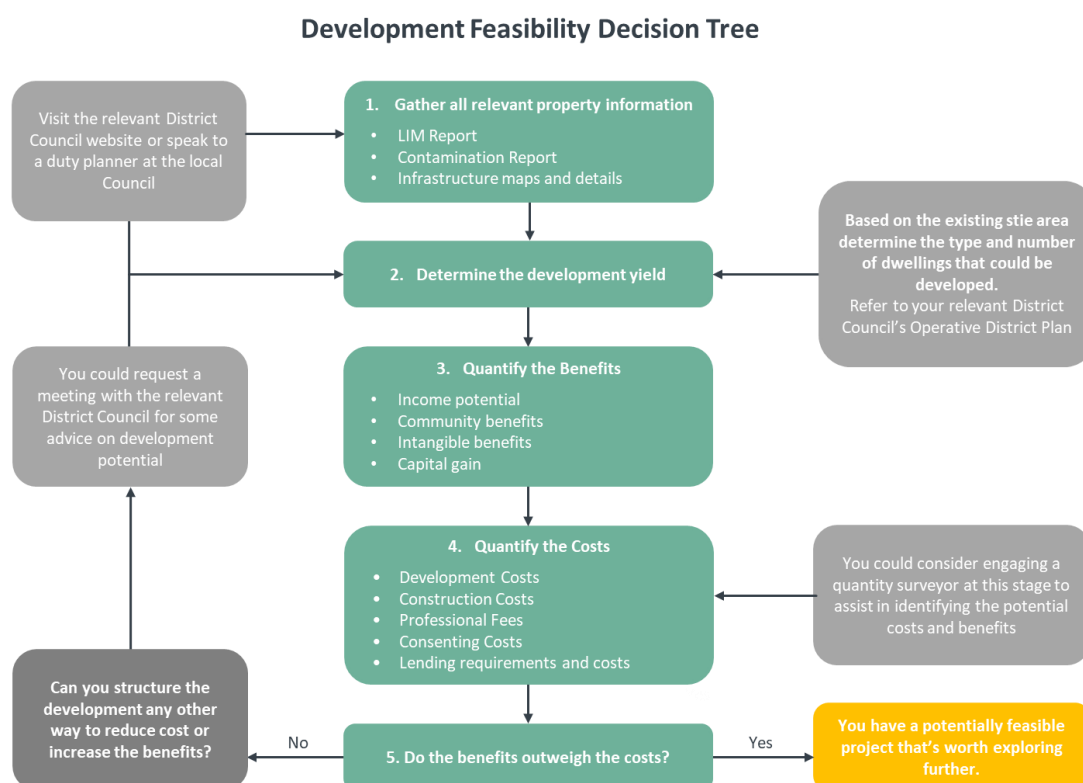 Development Feasibility Decision Tree
Visit the relevant District
Council website or speak to
a duty planner at the local
Council
1. Gather all relevant property information
• LIM Report
• Contamination Report
• Infrastructure maps and details
Based on the existing stie area
determine the type and number
of dwellings that could be
developed.
Refer to your relevant District
Council's Operative District Plan
2. Determine the development yield
You could request a
meeting with the relevant
District Council for some
advice on development
potential
3. Quantify the Benefits
• Income potential
• Community benefits
• Intangible benefits
• Capital gain
4. Quantify the Costs
• Development Costs
• Construction Costs
• Professional Fees
• Consenting Costs
• Lending requirements and costs
You could consider engaging a
quantity surveyor at this stage to
assist in identifying the potential
costs and benefits
Can you structure the
development any other
way to reduce cost or
increase the benefits?
No
5. Do the benefits outweigh the costs?
Yes
You have a potentially feasible
project that's worth exploring
further.